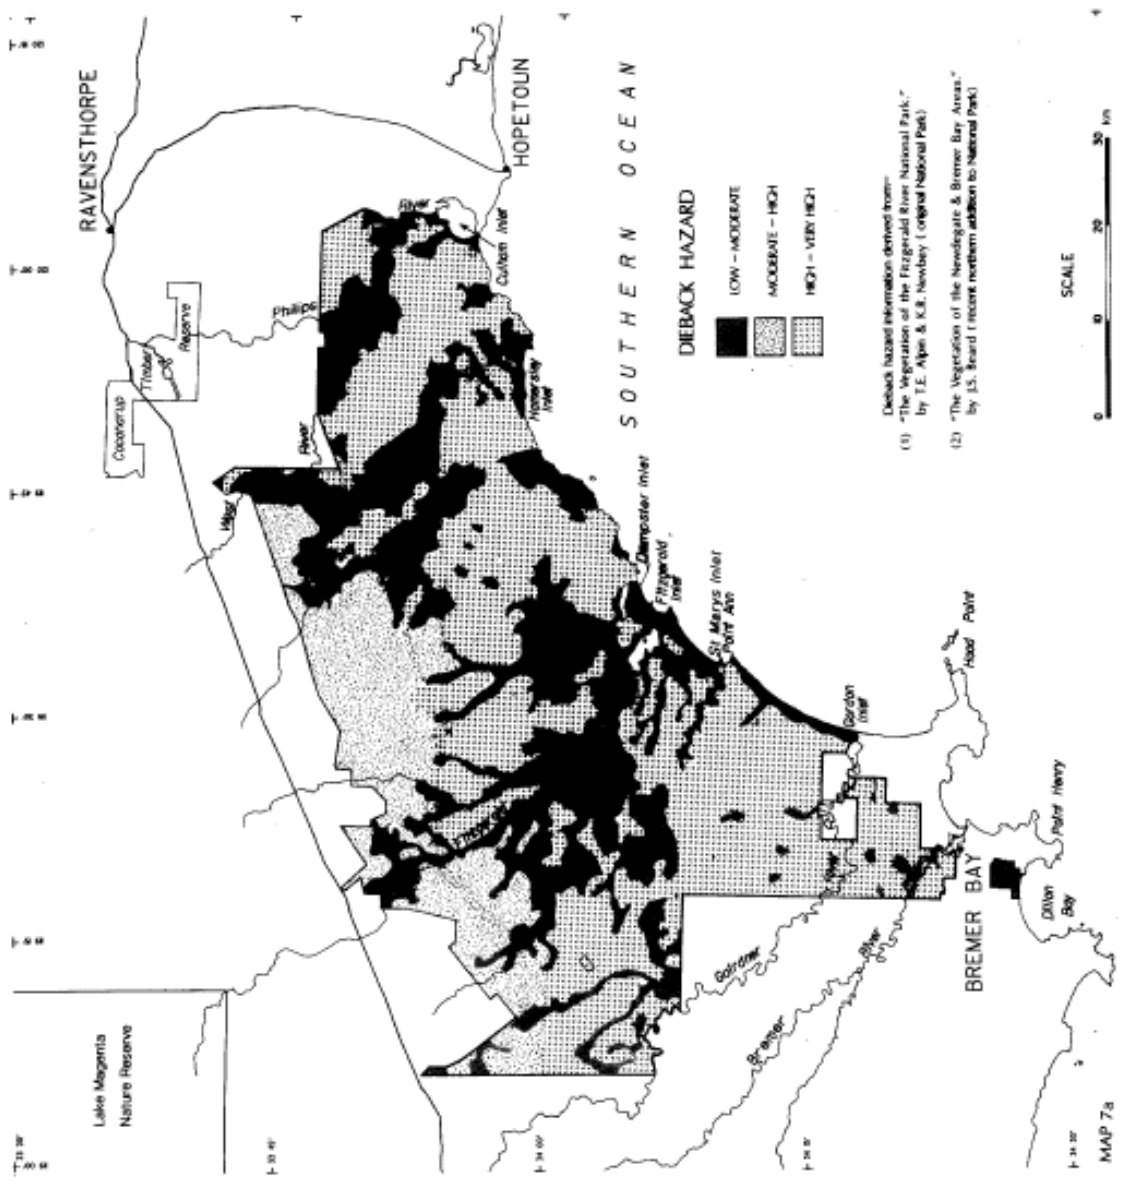 RAVENSTHORPE
HOPETOUN
River
Culham Inlet
Phillips
Timber
Reserve
Cocanarup
River
West
Hamersley
Inlet
SOUTHERN OCEAN
Dempster Inlet
Fitzgerald
Inlet
St Marys Inlet
Point Ann
Gordon
Inlet
Hood Point
Point Henry
Dillon
Bay
BREMER BAY
River
Gairdner
River
Bremer
Fitzgerald
Lake Magenta
Nature Reserve
DIEBACK HAZARD
LOW – MODERATE
MODERATE – HIGH
HIGH – VERY HIGH
Dieback hazard information derived from–
(1) "The Vegetation of the Fitzgerald River National Park."
by T.E. Alpin & K.R. Newbey ( original National Park)
(2) "The Vegetation of the Newdegate & Bremer Bay Areas."
by J.S. Beard ( recent northern addition to National Park)
SCALE
0 10 20 30 km
MAP 7a